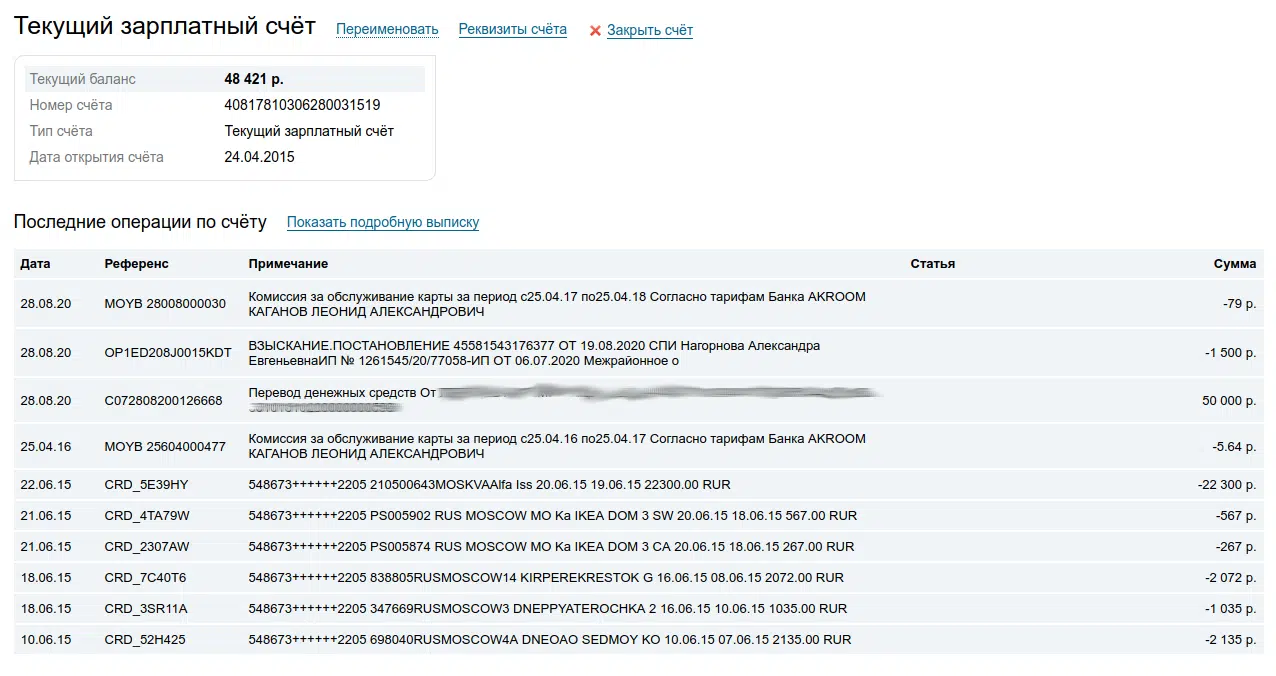 Текущий зарплатный счёт Переименовать Реквизиты счёта Закрыть счёт
Текущий баланс 48 421 р.
Номер счёта 40817810306280031519
Тип счёта Текущий зарплатный счёт
Дата открытия счёта 24.04.2015
Последние операции по счёту Показать подробную выписку
Дата Референс Примечание Статья Сумма
28.08.20 MOYB 28008000030 Комиссия за обслуживание карты за период с25.04.17 по25.04.18 Согласно тарифам Банка AKROOM -79 р.
КАГАНОВ ЛЕОНИД АЛЕКСАНДРОВИЧ
28.08.20 OP1ED208J0015KDT ВЗЫСКАНИЕ.ПОСТАНОВЛЕНИЕ 45581543176377 ОТ 19.08.2020 СПИ Нагорнова Александра -1 500 р.
ЕвгеньевнаИП № 1261545/20/77058-ИП ОТ 06.07.2020 Межрайонное о
28.08.20 C072808200126668 Перевод денежных средств От 50 000 р.
25.04.16 MOYB 25604000477 Комиссия за обслуживание карты за период с25.04.16 по25.04.17 Согласно тарифам Банка AKROOM -5.64 р.
КАГАНОВ ЛЕОНИД АЛЕКСАНДРОВИЧ
22.06.15 CRD_5E39HY 548673++++++2205 210500643MOSKVAAlfa Iss 20.06.15 19.06.15 22300.00 RUR -22 300 р.
21.06.15 CRD_4TA79W 548673++++++2205 PS005902 RUS MOSCOW MO Ka IKEA DOM 3 SW 20.06.15 18.06.15 567.00 RUR -567 р.
21.06.15 CRD_2307AW 548673++++++2205 PS005874 RUS MOSCOW MO Ka IKEA DOM 3 CA 20.06.15 18.06.15 267.00 RUR -267 р.
18.06.15 CRD_7C40T6 548673++++++2205 838805RUSMOSCOW14 KIRPEREKRESTOK G 16.06.15 08.06.15 2072.00 RUR -2 072 р.
18.06.15 CRD_3SR11A 548673++++++2205 347669RUSMOSCOW3 DNEPPYATEROCHKA 2 16.06.15 10.06.15 1035.00 RUR -1 035 р.
10.06.15 CRD_52H425 548673++++++2205 698040RUSMOSCOW4A DNEOAO SEDMOY KO 10.06.15 07.06.15 2135.00 RUR -2 135 р.